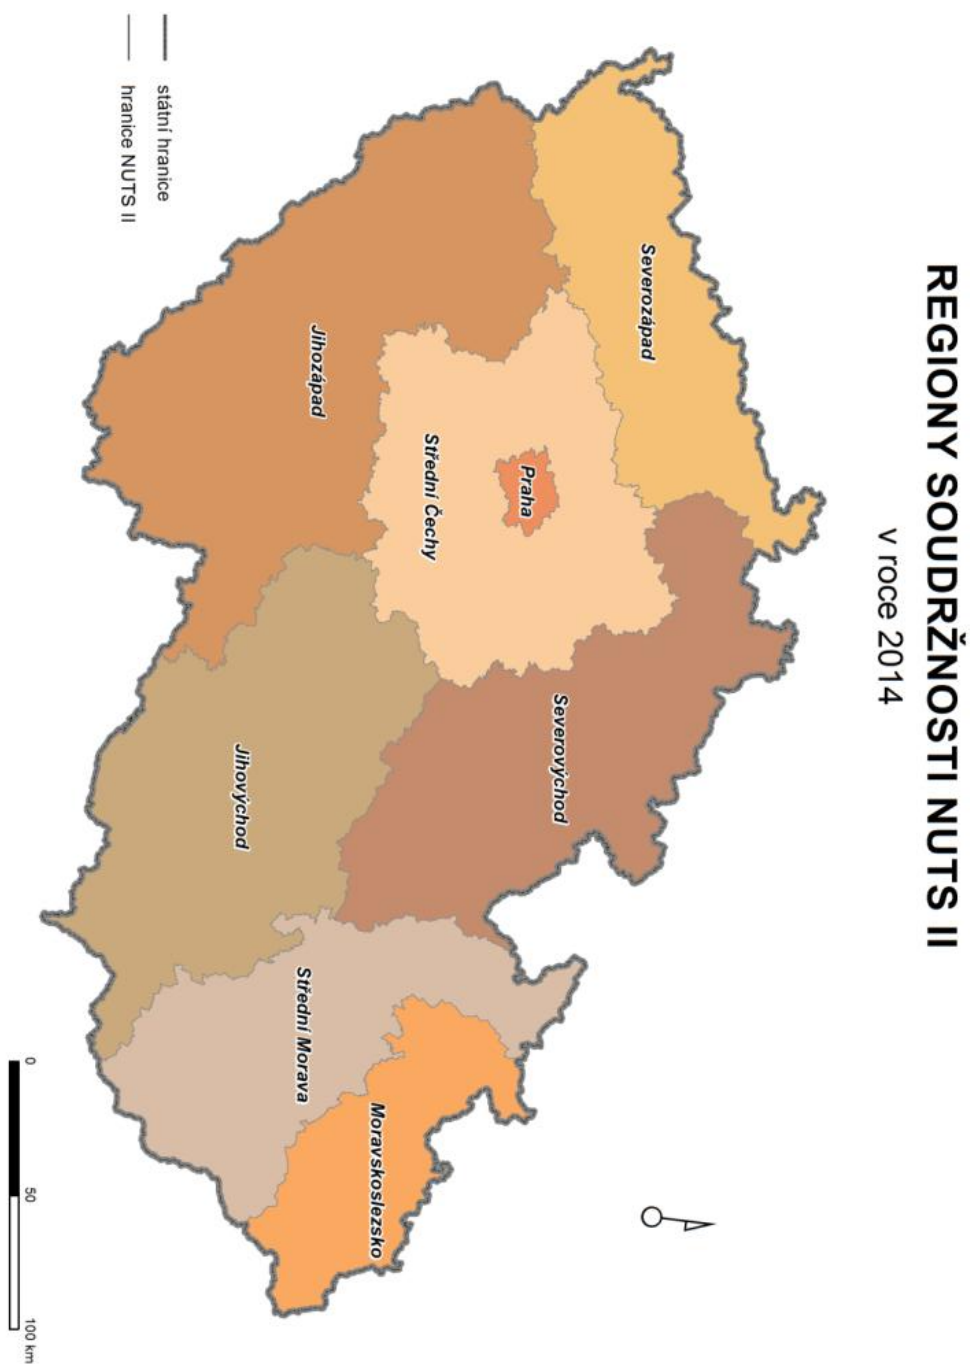 REGIONY SOUDRŽNOSTI NUTS II
v roce 2014
Severozápad
Praha
Severovýchod
Střední Čechy
Jihozápad
Moravskoslezsko
Střední Morava
Jihovýchod
státní hranice
hranice NUTS II
0 50 100 km